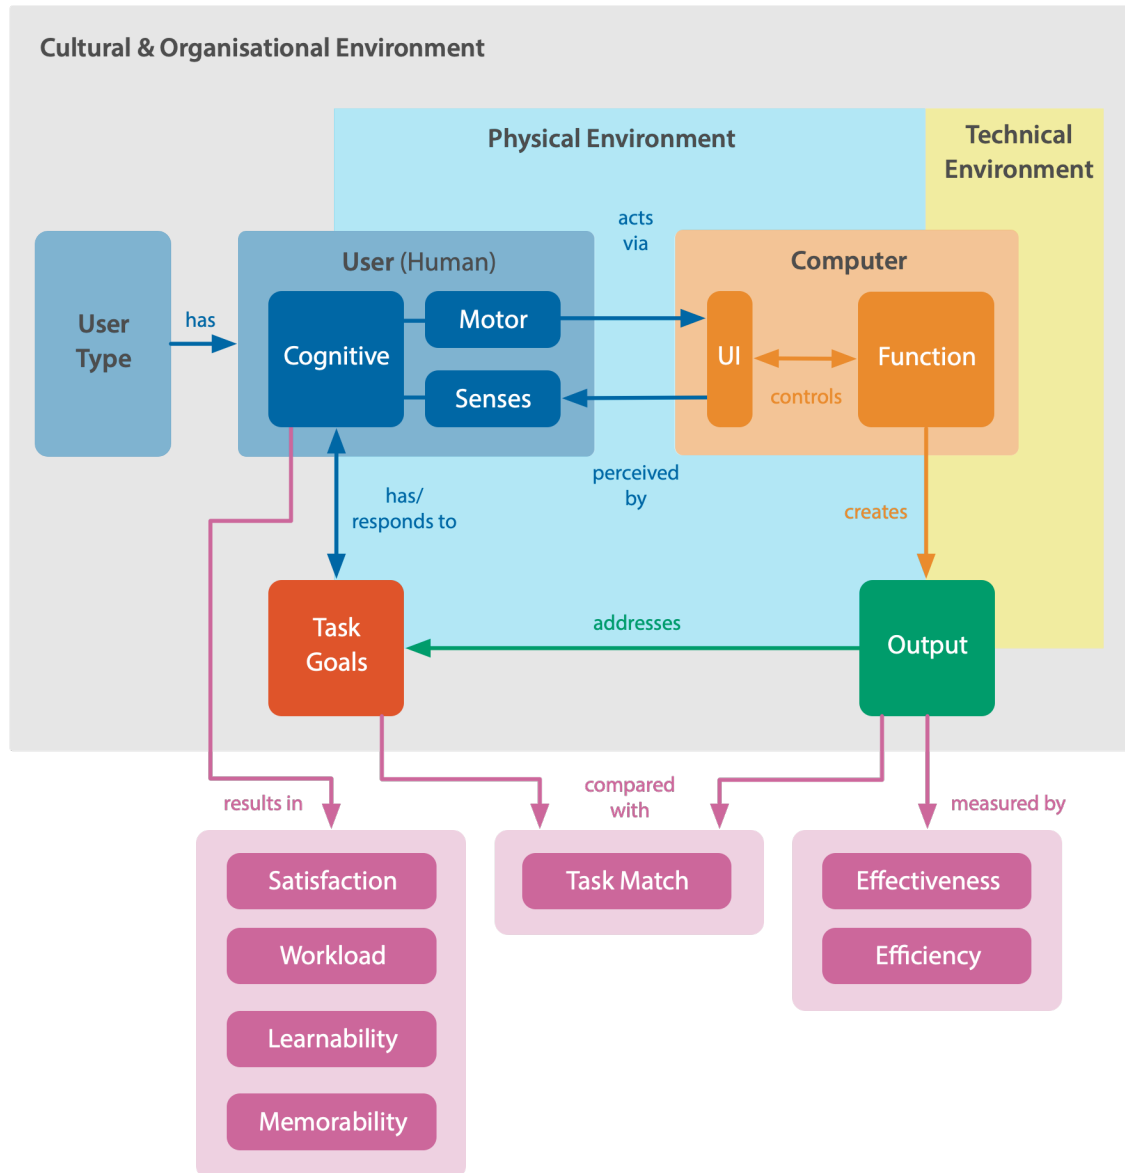 Cultural & Organisational Environment
Physical Environment
Technical
Environment
acts
via
User (Human)
Computer
User
Type
has
Cognitive
Motor
Senses
UI
Function
controls
perceived
by
has/
responds to
creates
Task
Goals
addresses
Output
results in
compared
with
measured by
Satisfaction
Workload
Learnability
Memorability
Task Match
Effectiveness
Efficiency